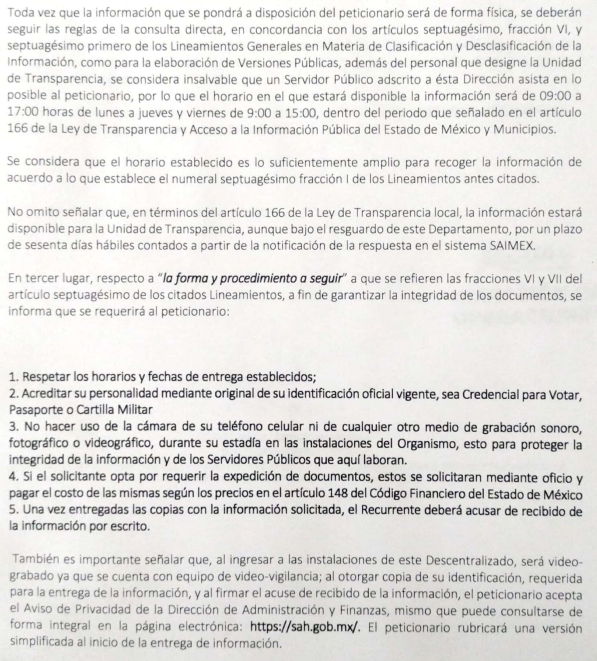 Toda vez que la información que se pondrá a disposición del peticionario será de forma física, se deberán
seguir las reglas de la consulta directa, en concordancia con los artículos septuagésimo, fracción VI, y
septuagésimo primero de los Lineamientos Generales en Materia de Clasificación y Desclasificación de la
Información, como para la elaboración de Versiones Públicas, además del personal que designe la Unidad
de Transparencia, se considera insalvable que un Servidor Público adscrito a ésta Dirección asista en lo
posible al peticionario, por lo que el horario en el que estará disponible la información será de 09:00 a
17:00 horas de lunes a jueves y viernes de 9:00 a 15:00, dentro del periodo que señalado en el artículo
166 de la Ley de Transparencia y Acceso a la Información Pública del Estado de México y Municipios.
Se considera que el horario establecido es lo suficientemente amplio para recoger la información de
acuerdo a lo que establece el numeral septuagésimo fracción I de los Lineamientos antes citados.
No omito señalar que, en términos del artículo 166 de la Ley de Transparencia local, la información estará
disponible para la Unidad de Transparencia, aunque bajo el resguardo de este Departamento, por un plazo
de sesenta días hábiles contados a partir de la notificación de la respuesta en el sistema SAIMEX.
En tercer lugar, respecto a "la forma y procedimiento a seguir" a que se refieren las fracciones VI y VII del
artículo septuagésimo de los citados Lineamientos, a fin de garantizar la integridad de los documentos, se
informa que se requerirá al peticionario:
1. Respetar los horarios y fechas de entrega establecidos;
2. Acreditar su personalidad mediante original de su identificación oficial vigente, sea Credencial para Votar,
Pasaporte o Cartilla Militar
3. No hacer uso de la cámara de su teléfono celular ni de cualquier otro medio de grabación sonoro,
fotográfico o videográfico, durante su estadía en las instalaciones del Organismo, esto para proteger la
integridad de la información y de los Servidores Públicos que aquí laboran.
4. Si el solicitante opta por requerir la expedición de documentos, estos se solicitaran mediante oficio y
pagar el costo de las mismas según los precios en el artículo 148 del Código Financiero del Estado de México
5. Una vez entregadas las copias con la información solicitada, el Recurrente deberá acusar de recibido de
la información por escrito.
También es importante señalar que, al ingresar a las instalaciones de este Descentralizado, será video-
grabado ya que se cuenta con equipo de video-vigilancia; al otorgar copia de su identificación, requerida
para la entrega de la información, y al firmar el acuse de recibido de la información, el peticionario acepta
el Aviso de Privacidad de la Dirección de Administración y Finanzas, mismo que puede consultarse de
forma integral en la página electrónica: https://sah.gob.mx/. El peticionario rubricará una versión
simplificada al inicio de la entrega de información.